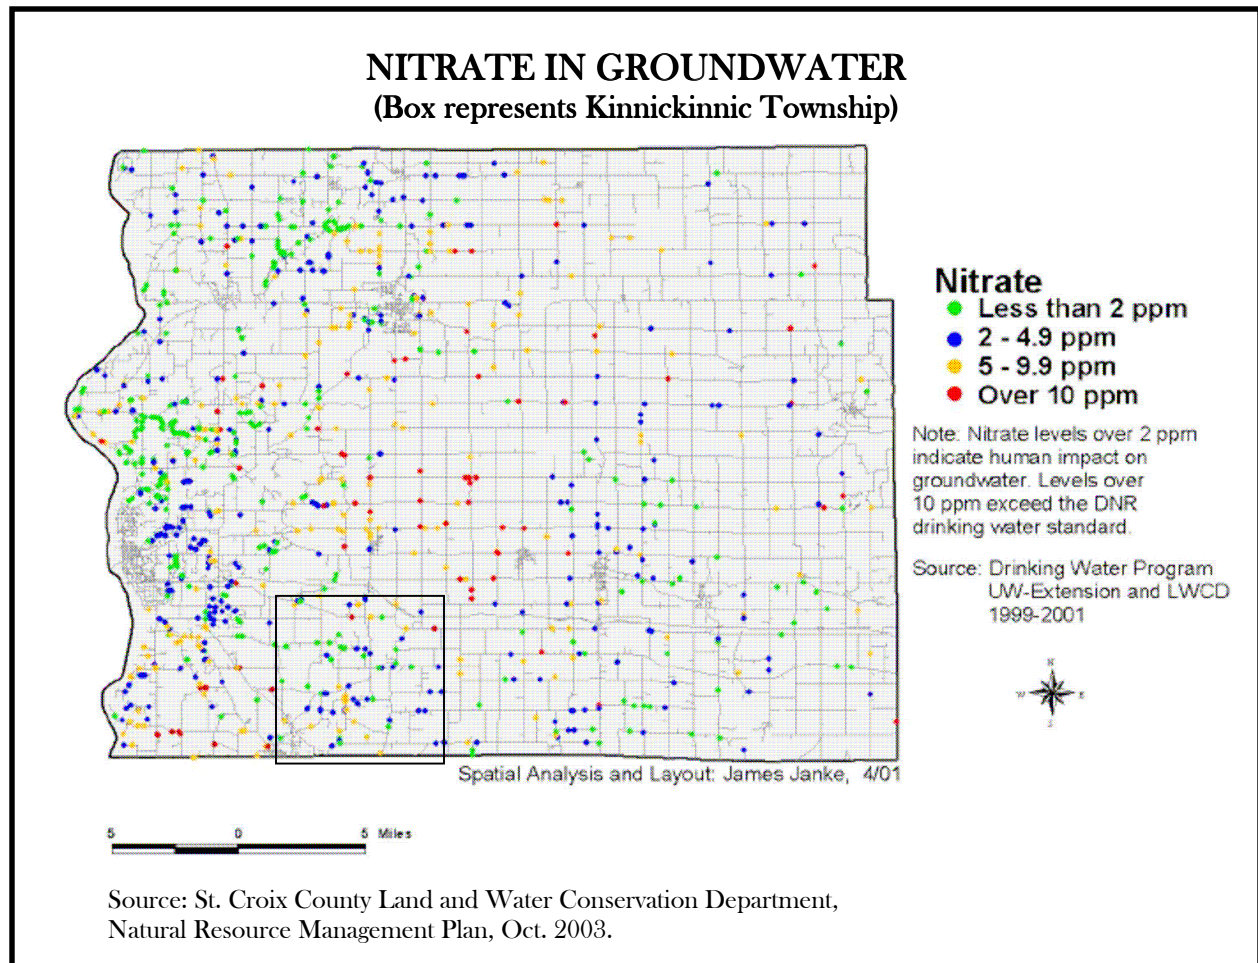 NITRATE IN GROUNDWATER
(Box represents Kinnickinnic Township)
Nitrate
Less than 2 ppm
2 - 4.9 ppm
5 - 9.9 ppm
Over 10 ppm
Note: Nitrate levels over 2 ppm
indicate human impact on
groundwater. Levels over
10 ppm exceed the DNR
drinking water standard.
Source: Drinking Water Program
UW-Extension and LWCD
1999-2001
N
W E
S
Spatial Analysis and Layout: James Janke, 4/01
5 0 5 Miles
Source: St. Croix County Land and Water Conservation Department,
Natural Resource Management Plan, Oct. 2003.